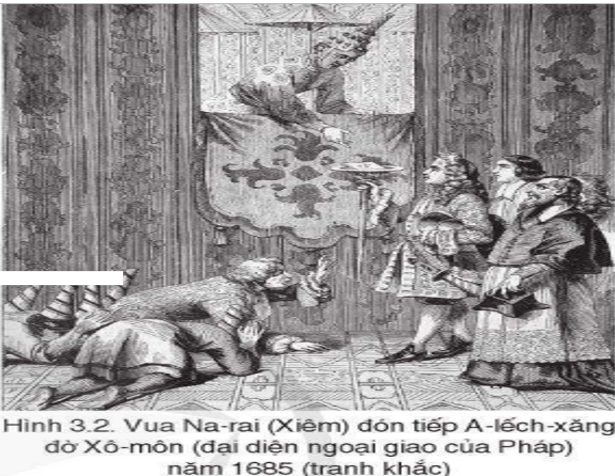 Hình 3.2. Vua Na-rai (Xiêm) đón tiếp A-lếch-xăng
đờ Xô-môn (đại diện ngoại giao của Pháp)
năm 1685 (tranh khắc)